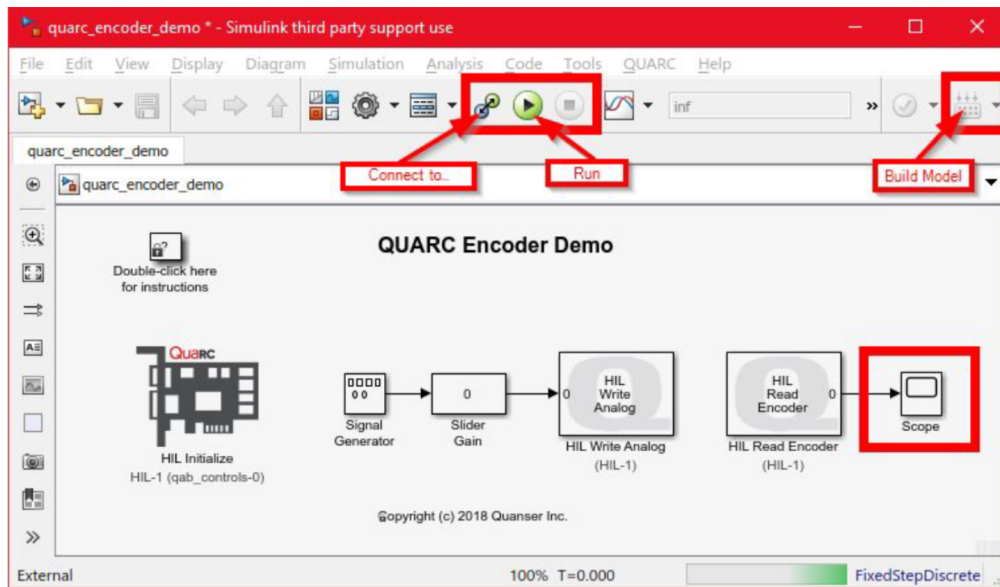 quarc_encoder_demo * - Simulink third party support use
File Edit View Display Diagram Simulation Analysis Code Tools QUARC Help
inf
»
quarc_encoder_demo
Connect to..
Run
Build Model
quarc_encoder_demo
QUARC Encoder Demo
Double-click here
for instructions
QUARC
HIL Initialize
HIL-1 (qab_controls-0)
Signal
Generator
0
Slider
Gain
0
HIL
Write
Analog
HIL Write Analog
(HIL-1)
HIL
Read
Encoder
0
HIL Read Encoder
(HIL-1)
Scope
Copyright (c) 2018 Quanser Inc.
External 100% T=0.000 FixedStepDiscrete